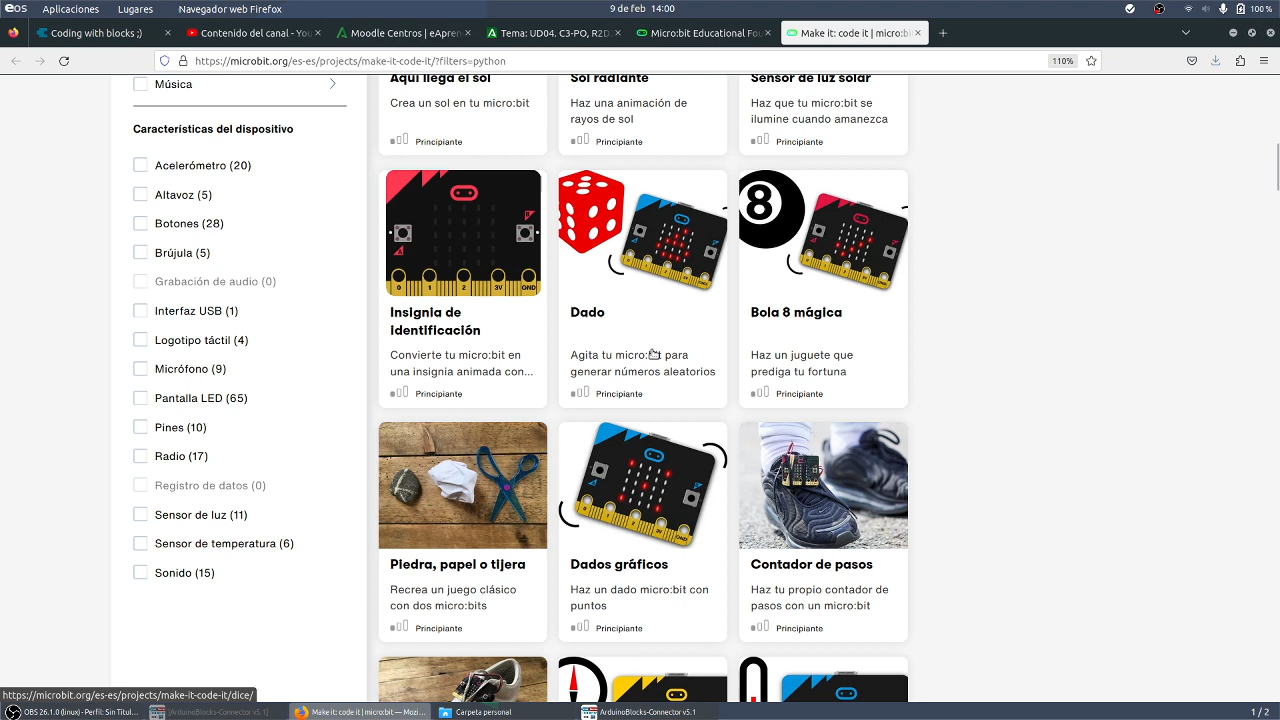 eos Aplicaciones Lugares Navegador web Firefox 9 de feb 14:00 100 %
Coding with blocks ;)
Contenido del canal - You
Moodle Centros | eApren
Tema: UD04. C3-PO, R2D
Micro:bit Educational Fou
Make it: code it | micro:bi
https://microbit.org/es-es/projects/make-it-code-it/?filters=python 110%
Música
Características del dispositivo
Acelerómetro (20)
Altavoz (5)
Botones (28)
Brújula (5)
Grabación de audio (0)
Interfaz USB (1)
Logotipo táctil (4)
Micrófono (9)
Pantalla LED (65)
Pines (10)
Radio (17)
Registro de datos (0)
Sensor de luz (11)
Sensor de temperatura (6)
Sonido (15)
Aquí llega el sol
Crea un sol en tu micro:bit
Principiante
Sol radiante
Haz una animación de
rayos de sol
Principiante
Sensor de luz solar
Haz que tu micro:bit se
ilumine cuando amanezca
Principiante
0 1 2 3V GND
Insignia de
identificación
Convierte tu micro:bit en
una insignia animada con...
Principiante
Dado
Agita tu micro:bit para
generar números aleatorios
Principiante
8
Bola 8 mágica
Haz un juguete que
prediga tu fortuna
Principiante
Piedra, papel o tijera
Recrea un juego clásico
con dos micro:bits
Principiante
Dados gráficos
Haz un dado micro:bit con
puntos
Principiante
Contador de pasos
Haz tu propio contador de
pasos con un micro:bit
Principiante
https://microbit.org/es-es/projects/make-it-code-it/dice/
OBS 26.1.0 (linux) - Perfil: Sin Titul...
[ArduinoBlocks-Connector v5.1]
Make it: code it | micro:bit — Mozi...
Carpeta personal
ArduinoBlocks-Connector v5.1
1 / 2